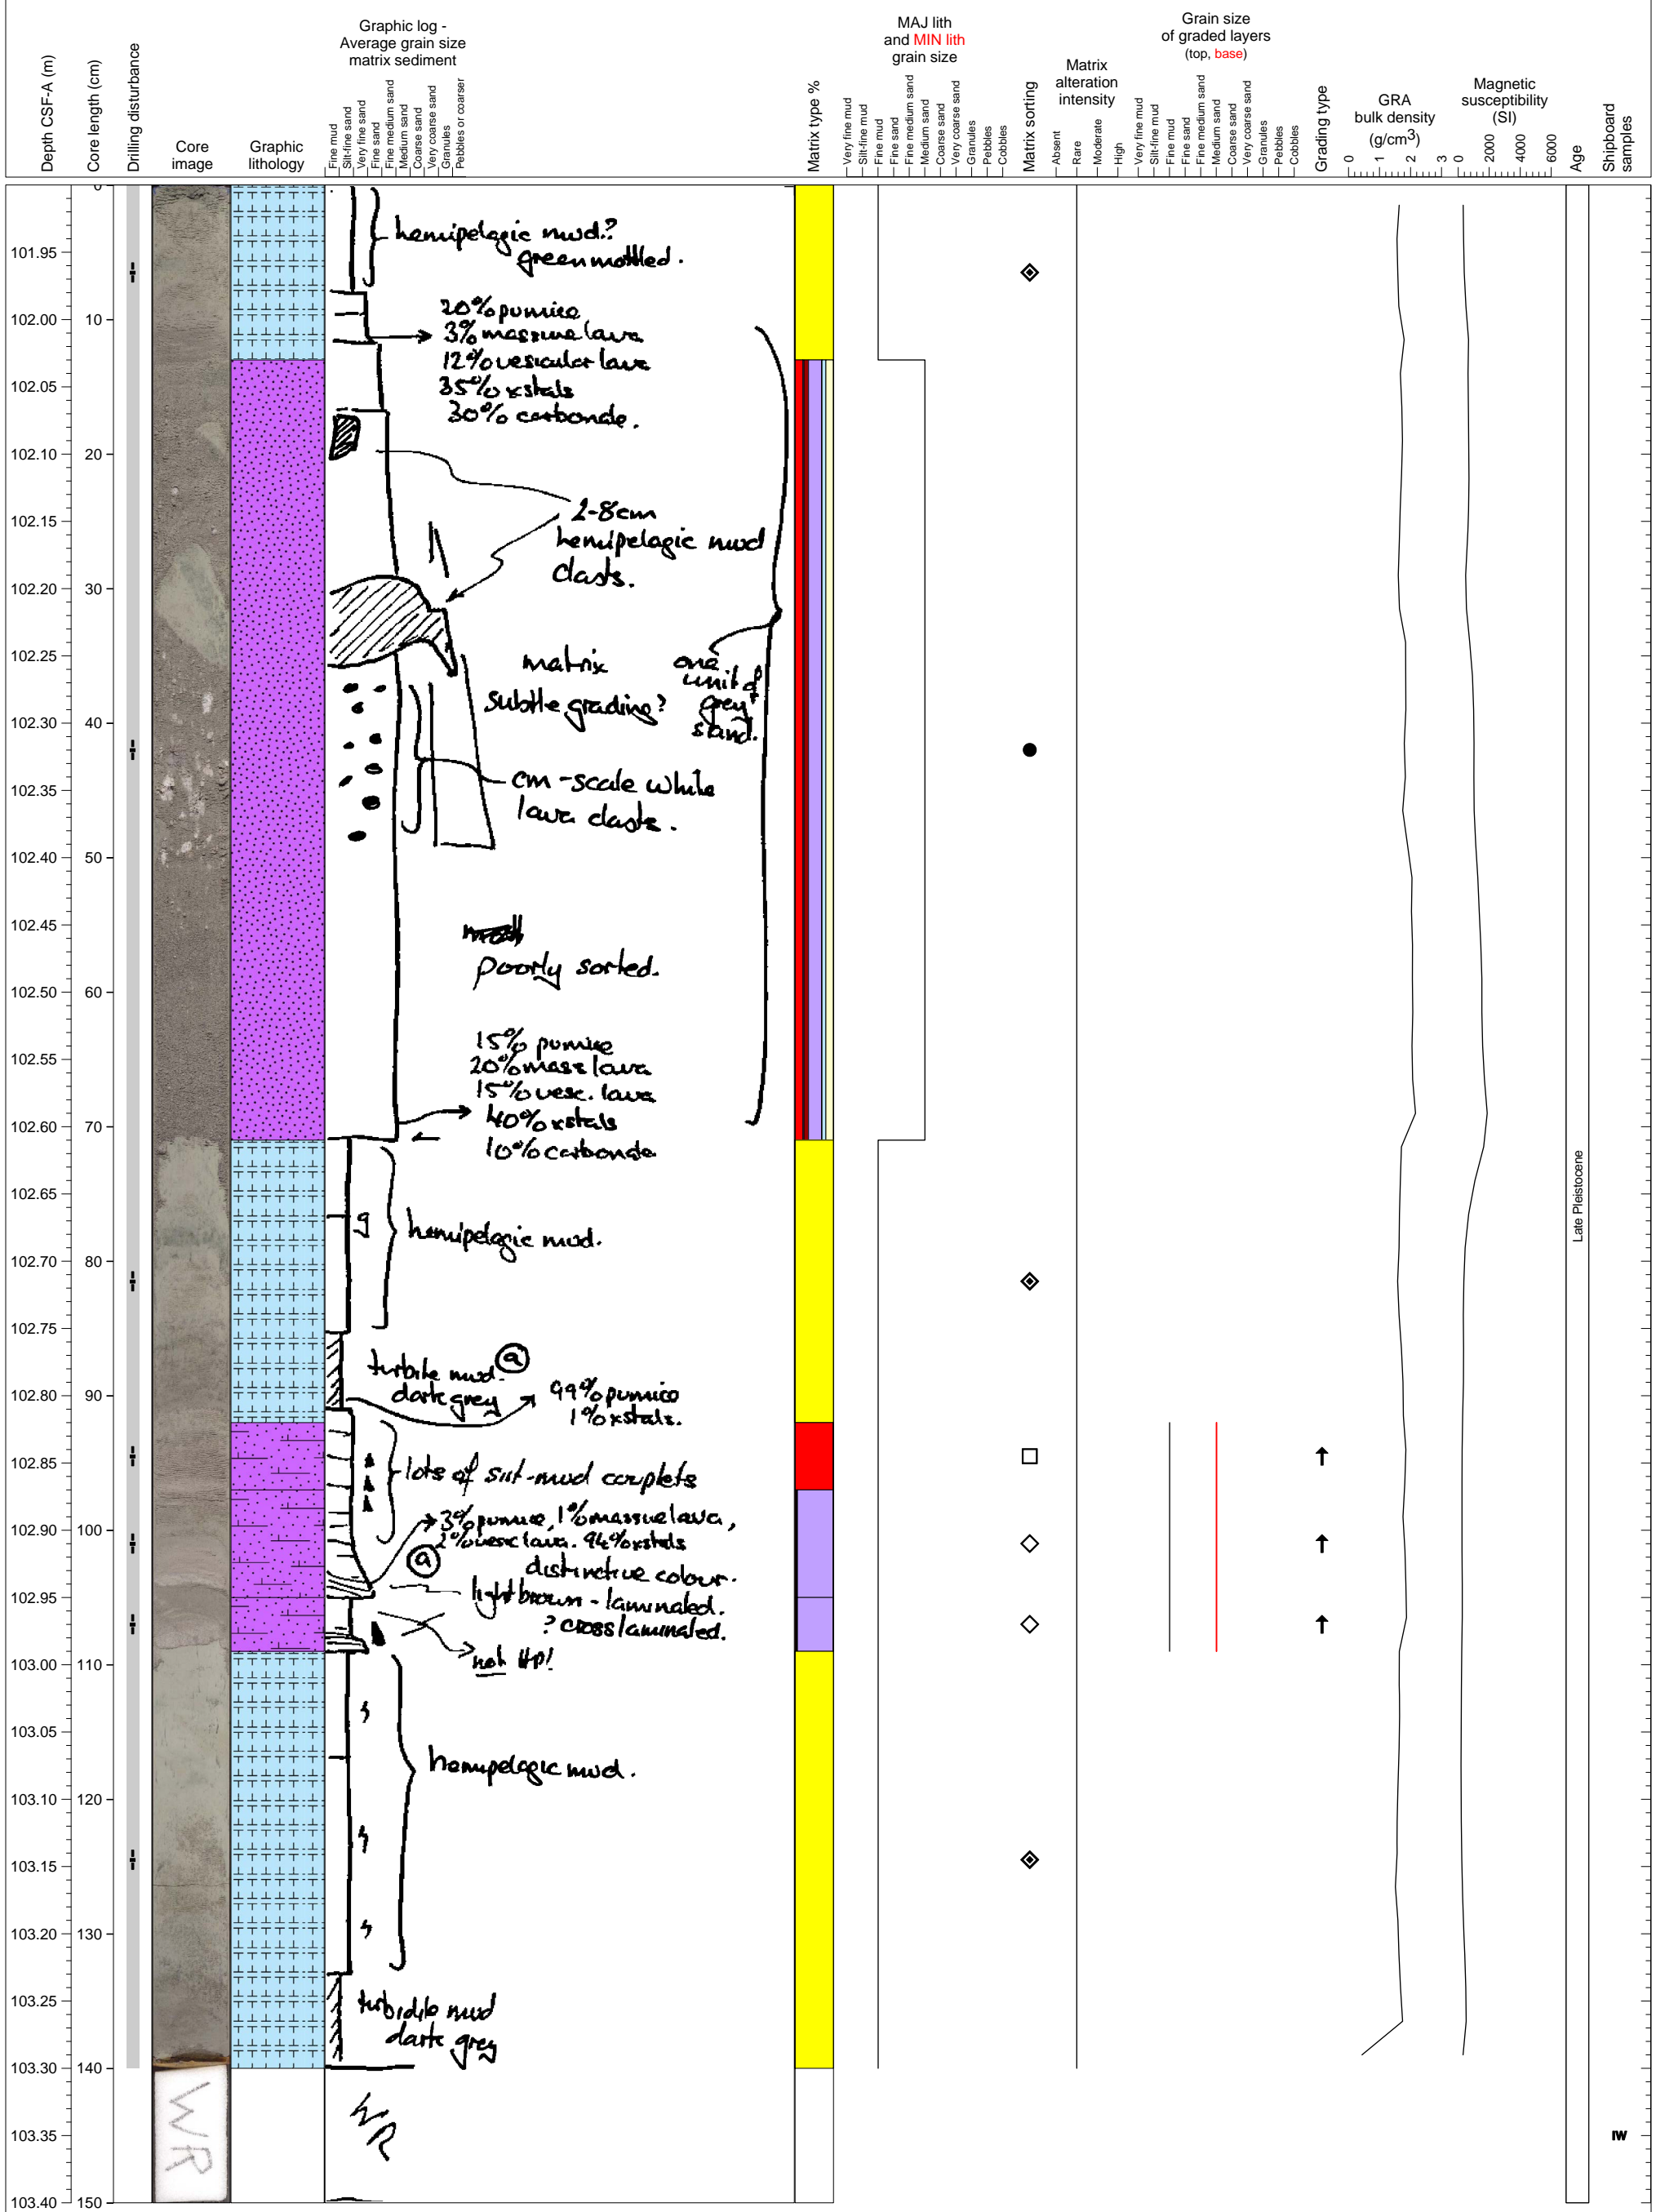 Depth CSF-A (m)
Core length (cm)
Drilling disturbance
Core
image
Graphic
lithology
Graphic log -
Average grain size
matrix sediment
Fine mud
Silt-fine sand
Very fine sand
Fine sand
Fine medium sand
Medium sand
Coarse sand
Very coarse sand
Granules
Pebbles or coarser
Matrix type %
MAJ lith
and MIN lith
grain size
Very fine mud
Silt-fine mud
Fine mud
Fine sand
Fine medium sand
Medium sand
Coarse sand
Very coarse sand
Granules
Pebbles
Cobbles
Matrix sorting
Matrix
alteration
intensity
Absent
Rare
Moderate
High
Grain size
of graded layers
(top, base)
Very fine mud
Silt-fine mud
Fine mud
Fine sand
Fine medium sand
Medium sand
Coarse sand
Very coarse sand
Granules
Pebbles
Cobbles
Grading type
GRA
bulk density
(g/cm3)
0 1 2 3
Magnetic
susceptibility
(SI)
0 2000 4000 6000
Age
Shipboard
samples
0
101.95
102.00 10
102.05
102.10 20
102.15
102.20 30
102.25
102.30 40
102.35
102.40 50
102.45
102.50 60
102.55
102.60 70
102.65
102.70 80
102.75
102.80 90
102.85
102.90 100
102.95
103.00 110
103.05
103.10 120
103.15
103.20 130
103.25
103.30 140
103.35
103.40 150
hemipelagic mud?
green mottled.
20% pumice
3% massive lava
12% vesicular lava
35% xstals
30% carbonate.
2-8cm
hemipelagic mud
clasts.
matrix
subtle grading?
one
unit of
grey
sand.
cm-scale white
lava clasts.
poorly sorted.
15% pumice
20% mass lava
15% vesc. lava
40% xstals
10% carbonate
hemipelagic mud.
turbite mud. a
dark grey
99% pumice
1% xstals.
lots of silt-mud couplets
3% pumice, 1% massive lava,
2% vesc lava. 94% xstals
a
distinctive colour.
light brown - laminated.
? cross laminated.
not HP!
hemipelagic mud.
turbidite mud
dark grey
WR
WR
Late Pleistocene
IW